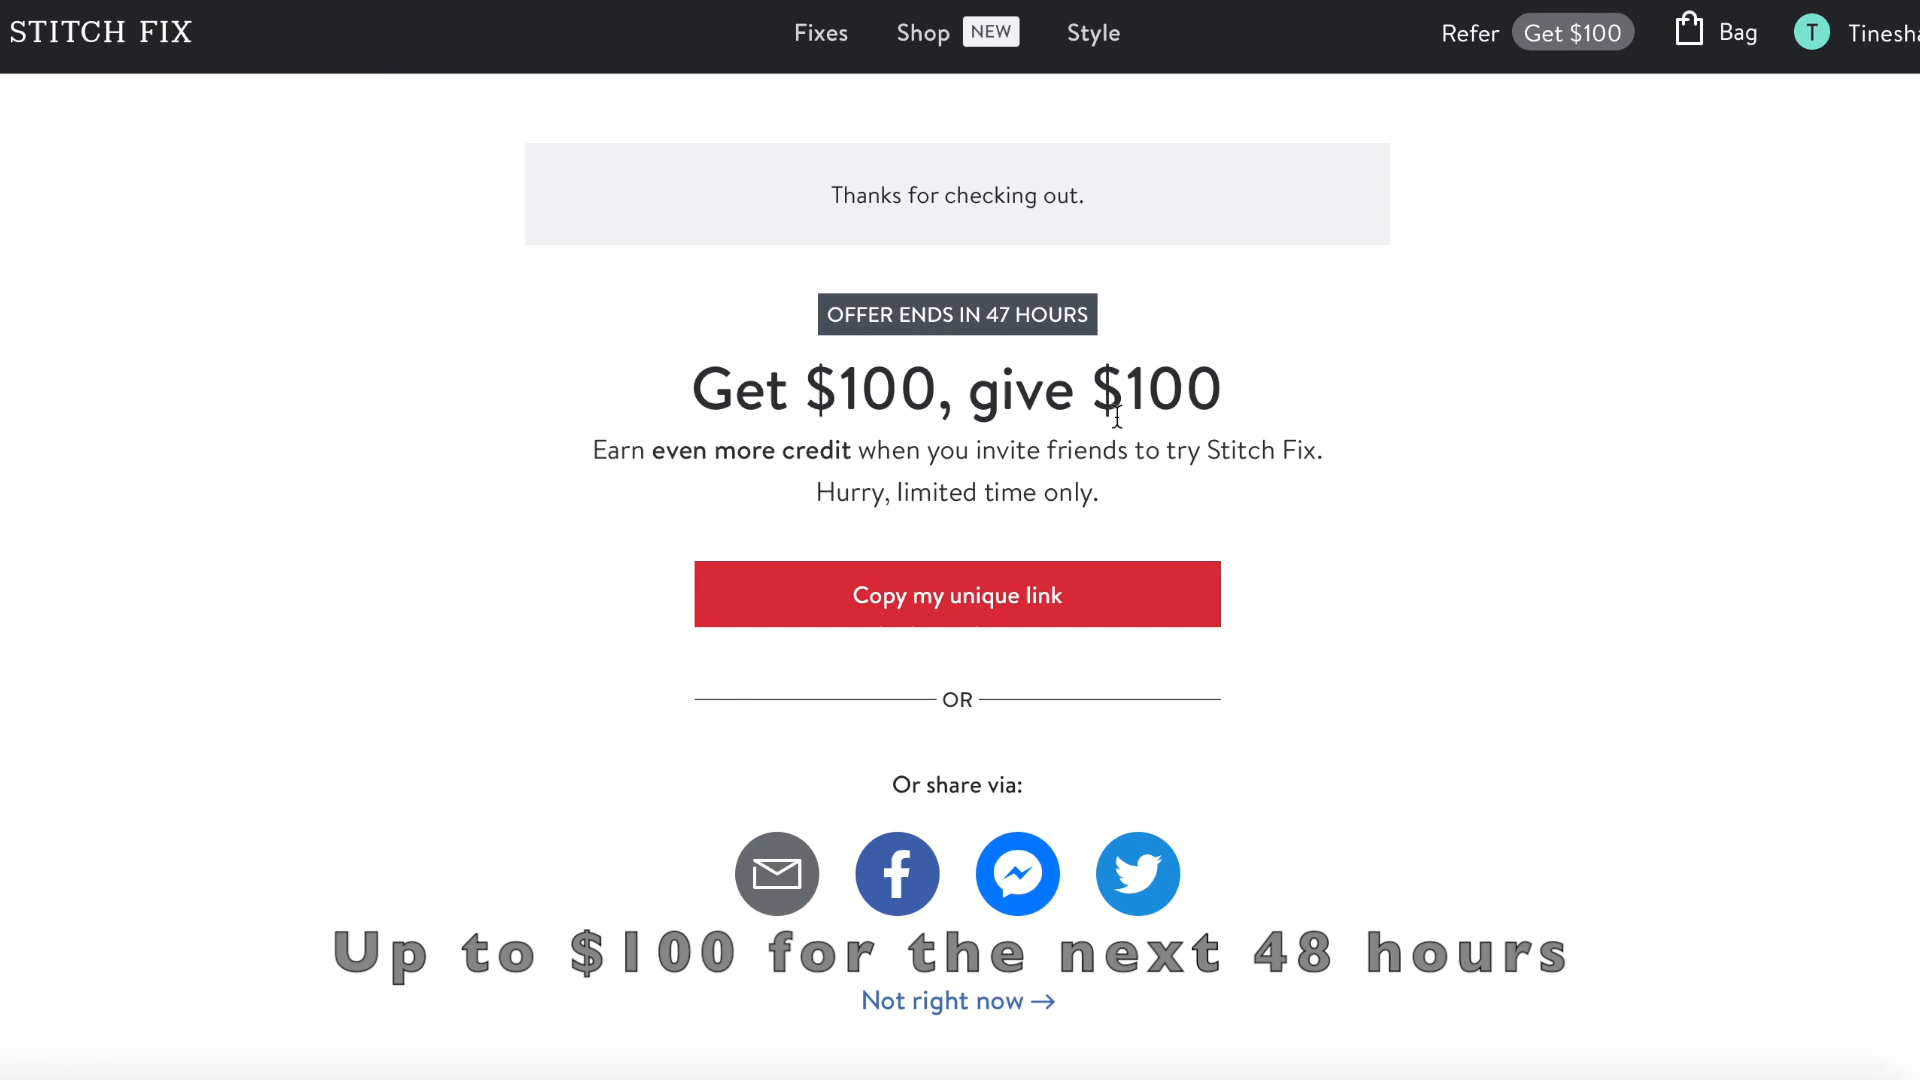 STITCH FIX
Fixes
Shop NEW
Style
Refer Get $100
Bag
T
Tinesha
Thanks for checking out.
OFFER ENDS IN 47 HOURS
Get $100, give $100
Earn even more credit when you invite friends to try Stitch Fix.
Hurry, limited time only.
Copy my unique link
OR
Or share via:
Up to $100 for the next 48 hours
Not right now →